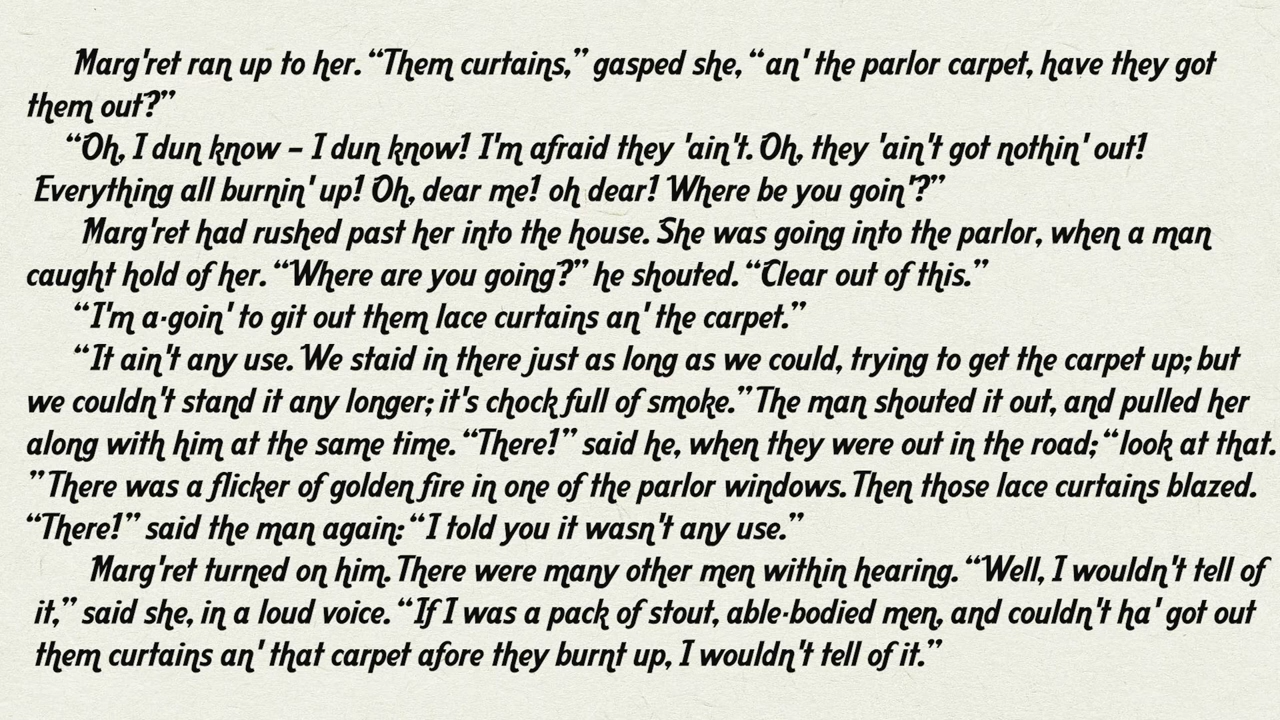 Marg'ret ran up to her. “Them curtains,” gasped she, “an' the parlor carpet, have they got
them out?”
“Oh, I dun know – I dun know! I'm afraid they 'ain't. Oh, they 'ain't got nothin' out!
Everything all burnin' up! Oh, dear me! oh dear! Where be you goin'?”
Marg'ret had rushed past her into the house. She was going into the parlor, when a man
caught hold of her. “Where are you going?” he shouted. “Clear out of this.”
“I'm a-goin' to git out them lace curtains an' the carpet.”
“It ain't any use. We staid in there just as long as we could, trying to get the carpet up; but
we couldn't stand it any longer; it's chock full of smoke.” The man shouted it out, and pulled her
along with him at the same time. “There!” said he, when they were out in the road; “look at that.
” There was a flicker of golden fire in one of the parlor windows. Then those lace curtains blazed.
“There!” said the man again: “I told you it wasn't any use.”
Marg'ret turned on him. There were many other men within hearing. “Well, I wouldn't tell of
it,” said she, in a loud voice. “If I was a pack of stout, able-bodied men, and couldn't ha' got out
them curtains an' that carpet afore they burnt up, I wouldn't tell of it.”